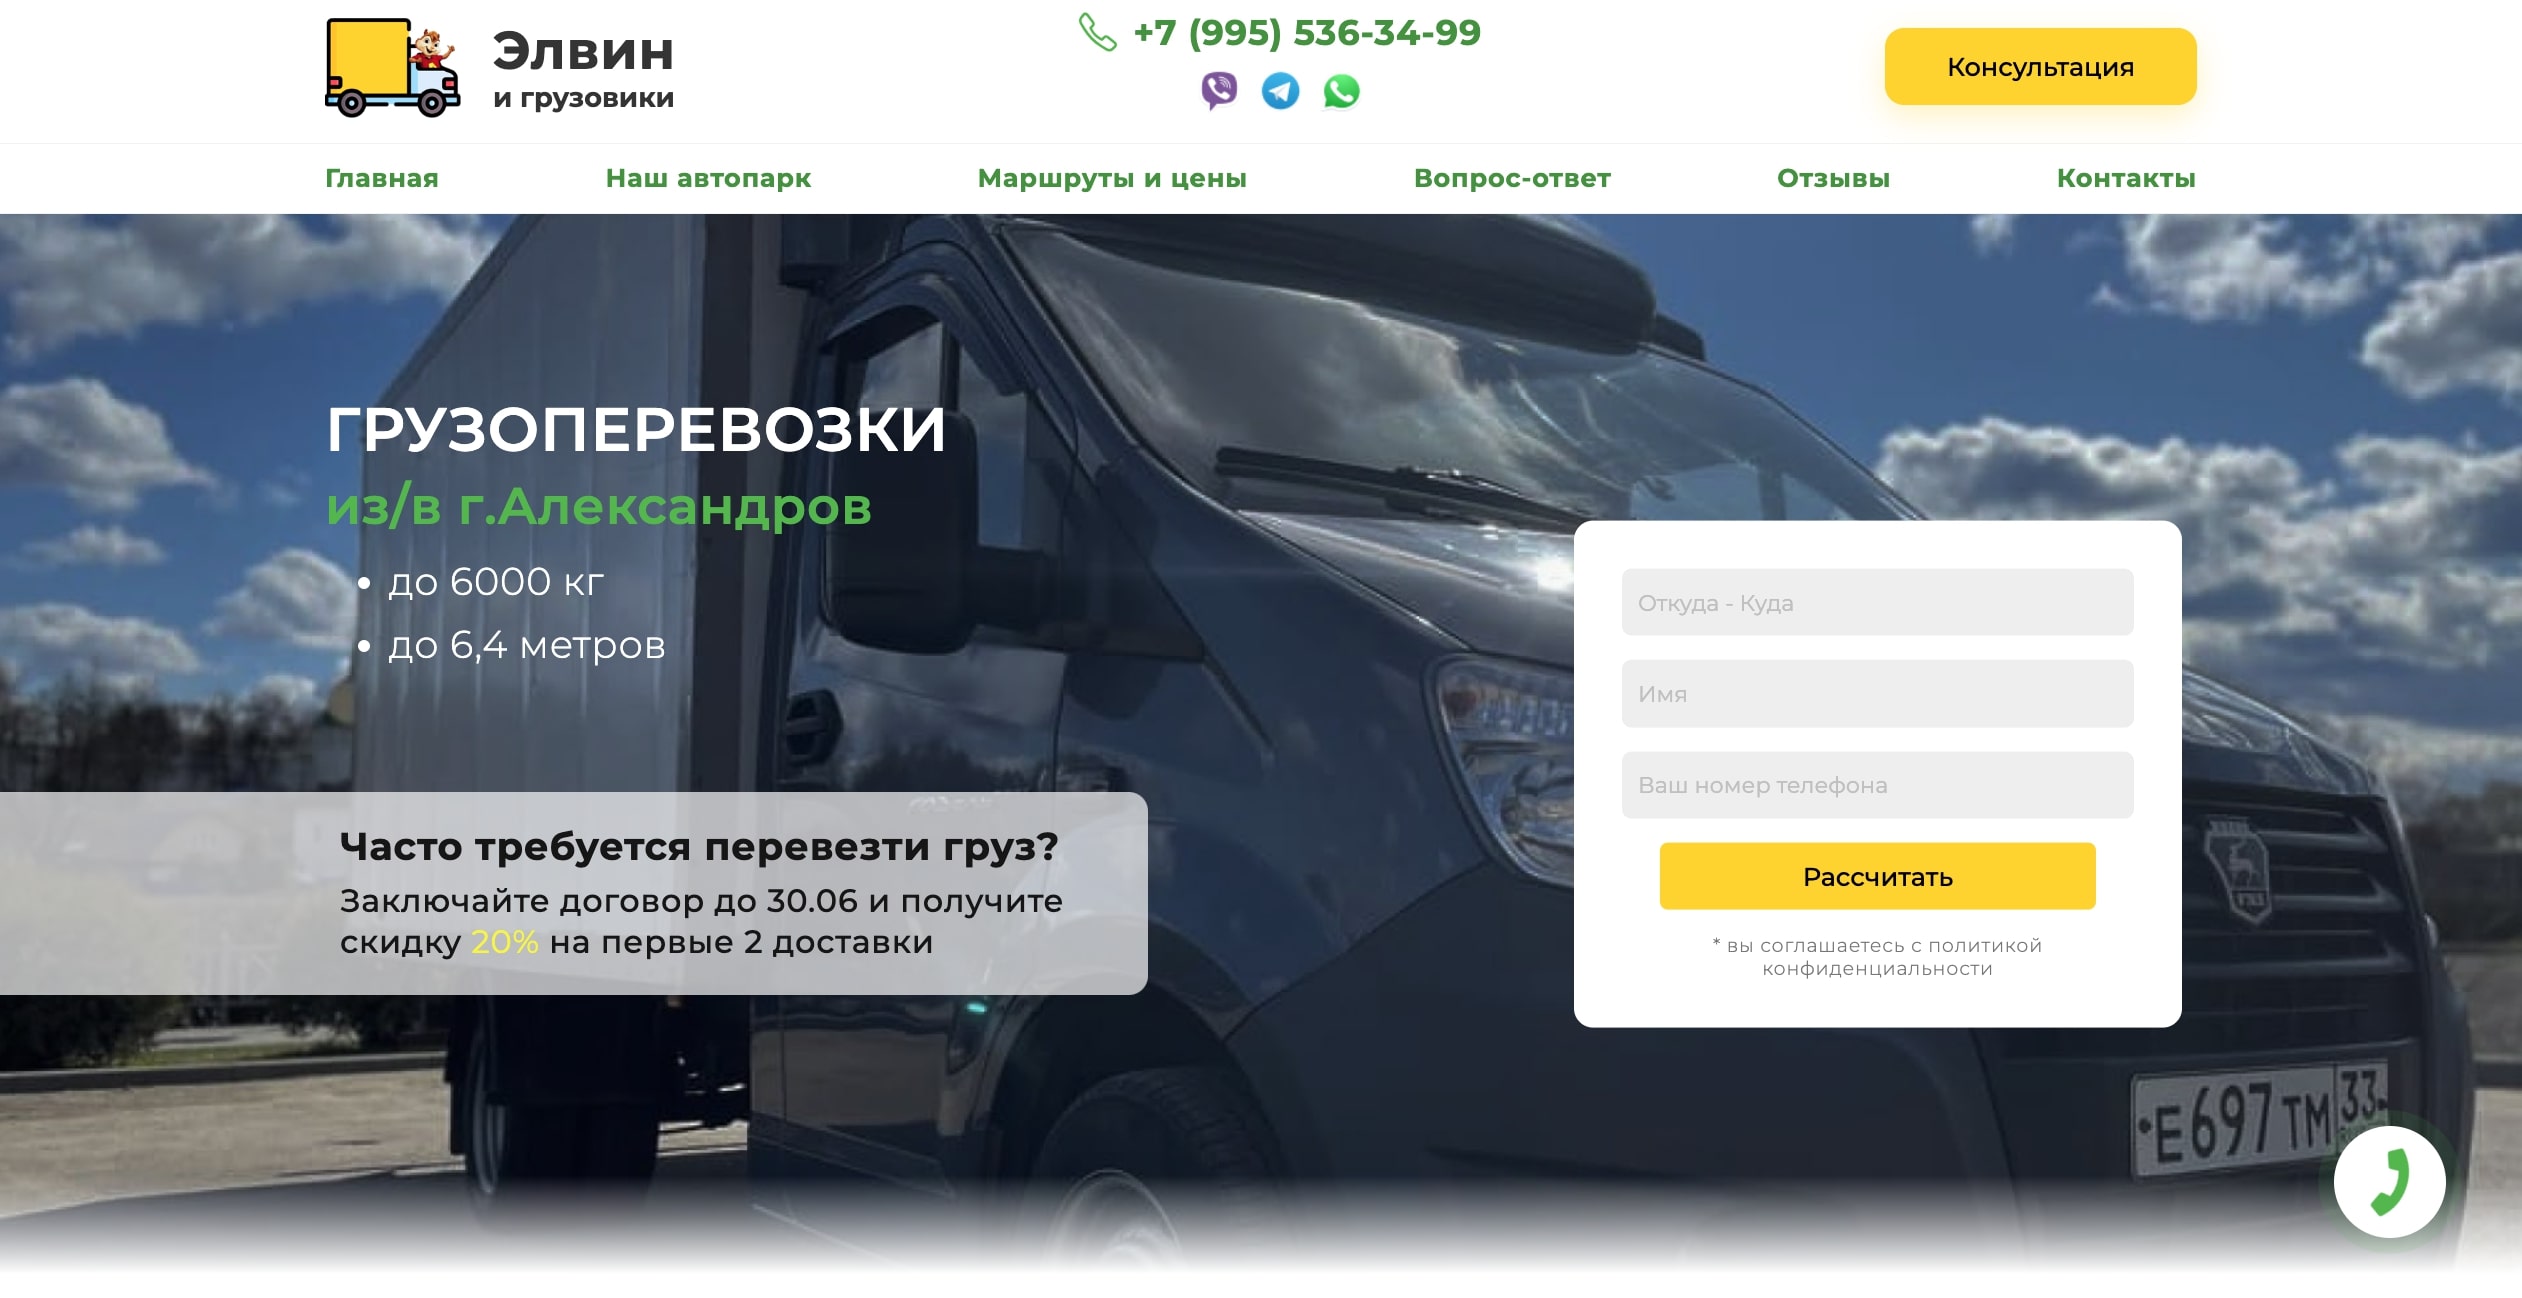 Элвин
и грузовики
+7 (995) 536-34-99
Консультация
Главная
Наш автопарк
Маршруты и цены
Вопрос-ответ
Отзывы
Контакты
ГРУЗОПЕРЕВОЗКИ
из/в г.Александров
• до 6000 кг
• до 6,4 метров
Часто требуется перевезти груз?
Заключайте договор до 30.06 и получите
скидку 20% на первые 2 доставки
Откуда - Куда
Имя
Ваш номер телефона
Рассчитать
* вы соглашаетесь с политикой
конфиденциальности
Е697ТМ 33